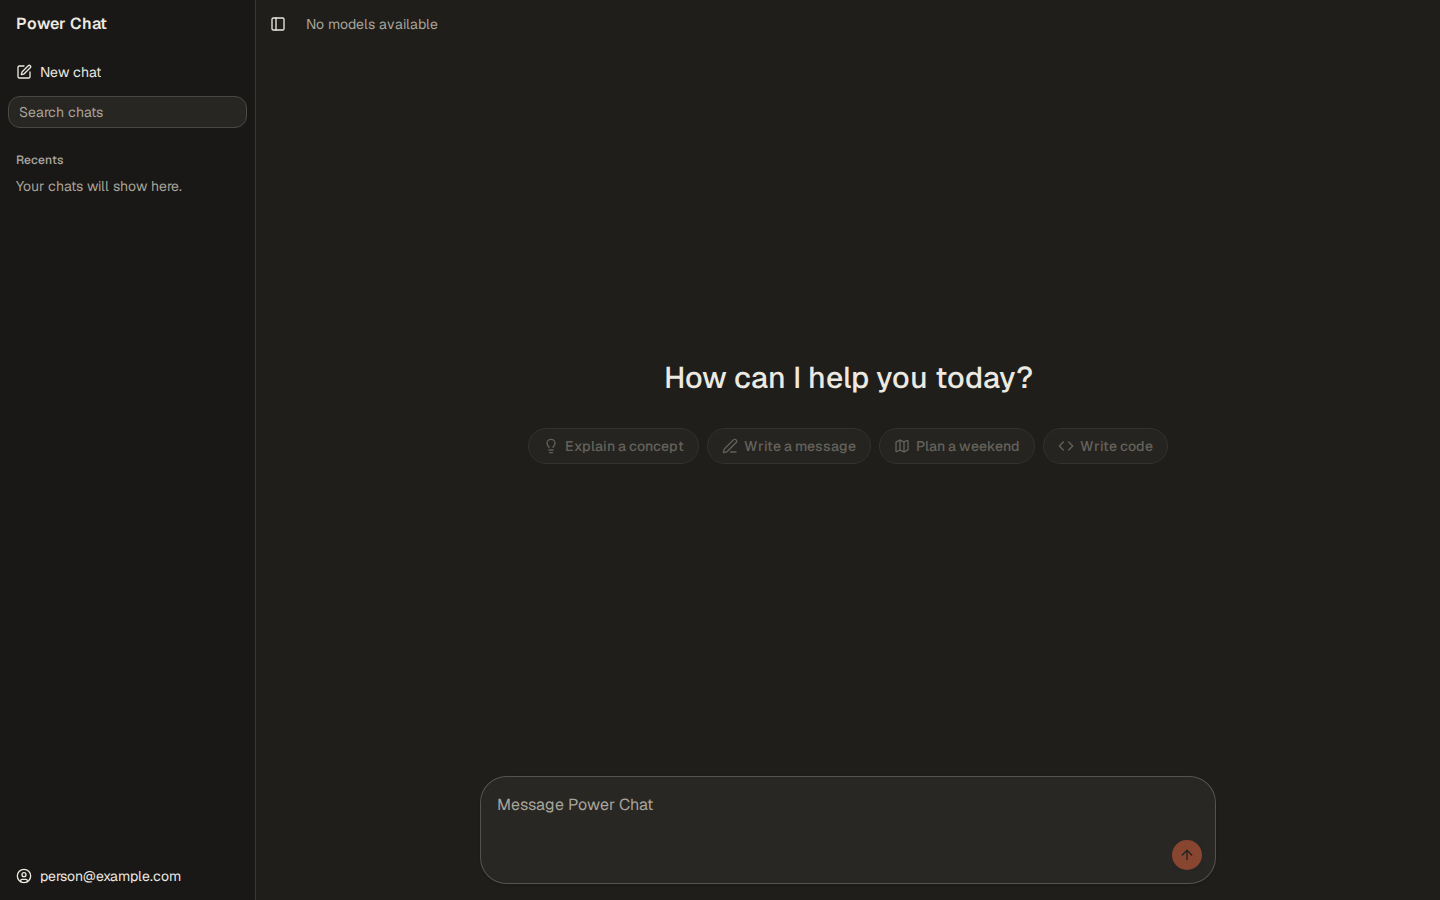 Power Chat
No models available
New chat
Search chats
Recents
Your chats will show here.
How can I help you today?
Explain a concept
Write a message
Plan a weekend
Write code
Message Power Chat
person@example.com